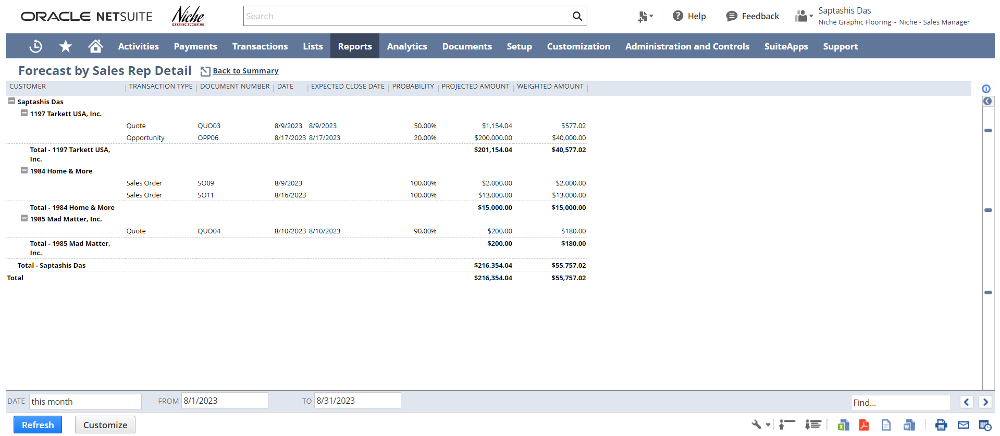 ORACLE NETSUITE
Niche
GRAPHIC FLOORING
Search
Help
Feedback
Saptashis Das
Niche Graphic Flooring - Niche - Sales Manager
Activities Payments Transactions Lists Reports Analytics Documents Setup Customization Administration and Controls SuiteApps Support
Forecast by Sales Rep Detail Back to Summary
CUSTOMER TRANSACTION TYPE DOCUMENT NUMBER DATE EXPECTED CLOSE DATE PROBABILITY PROJECTED AMOUNT WEIGHTED AMOUNT
Saptashis Das
1197 Tarkett USA, Inc.
Quote QUO03 8/9/2023 8/9/2023 50.00% $1,154.04 $577.02
Opportunity OPP06 8/17/2023 8/17/2023 20.00% $200,000.00 $40,000.00
Total - 1197 Tarkett USA, $201,154.04 $40,577.02
Inc.
1984 Home & More
Sales Order SO09 8/9/2023 100.00% $2,000.00 $2,000.00
Sales Order SO11 8/16/2023 100.00% $13,000.00 $13,000.00
Total - 1984 Home & More $15,000.00 $15,000.00
1985 Mad Matter, Inc.
Quote QUO04 8/10/2023 8/10/2023 90.00% $200.00 $180.00
Total - 1985 Mad Matter, $200.00 $180.00
Inc.
Total - Saptashis Das $216,354.04 $55,757.02
Total $216,354.04 $55,757.02
DATE this month FROM 8/1/2023 TO 8/31/2023 Find...
Refresh Customize